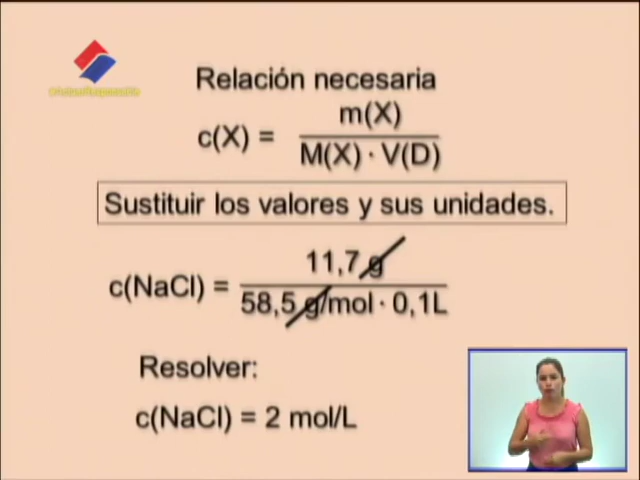 Relación necesaria
c(X) = m(X)
M(X) · V(D)
Sustituir los valores y sus unidades.
c(NaCl) = 11,7 g
58,5 g/mol · 0,1L
Resolver:
c(NaCl) = 2 mol/L